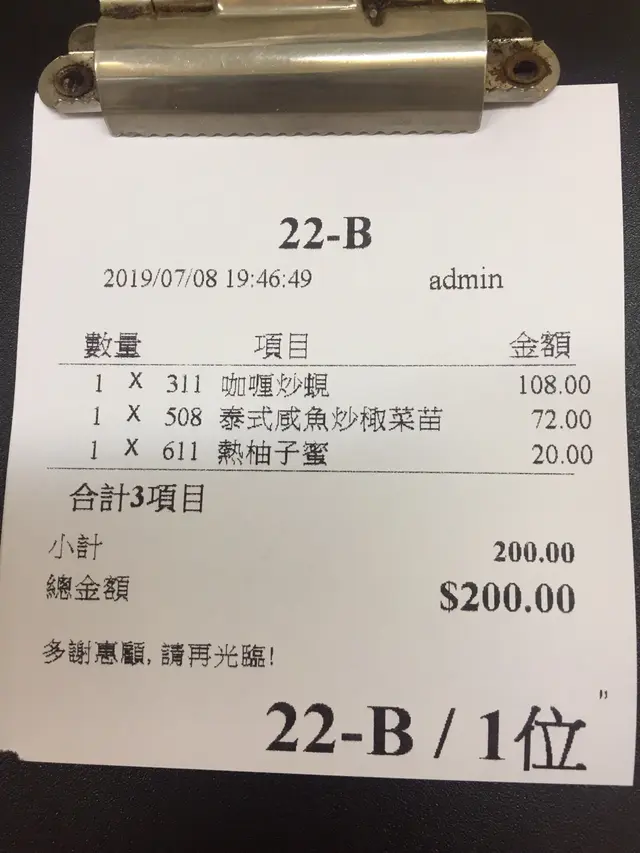 22-B
2019/07/08 19:46:49 admin
數量 項目 金額
1 X 311 咖喱炒蜆 108.00
1 X 508 泰式咸魚炒橄菜苗 72.00
1 X 611 熱柚子蜜 20.00
合計3項目
小計 200.00
總金額 $200.00
多謝惠顧, 請再光臨!
22-B / 1位
"